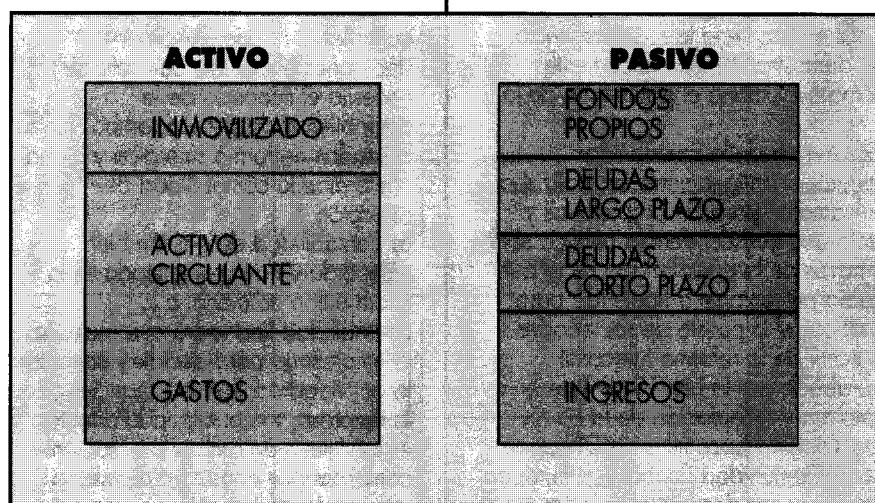 ACTIVO
INMOVILIZADO
ACTIVO
CIRCULANTE
GASTOS
PASIVO
FONDOS
PROPIOS
DEUDAS
LARGO PLAZO
DEUDAS
CORTO PLAZO
INGRESOS